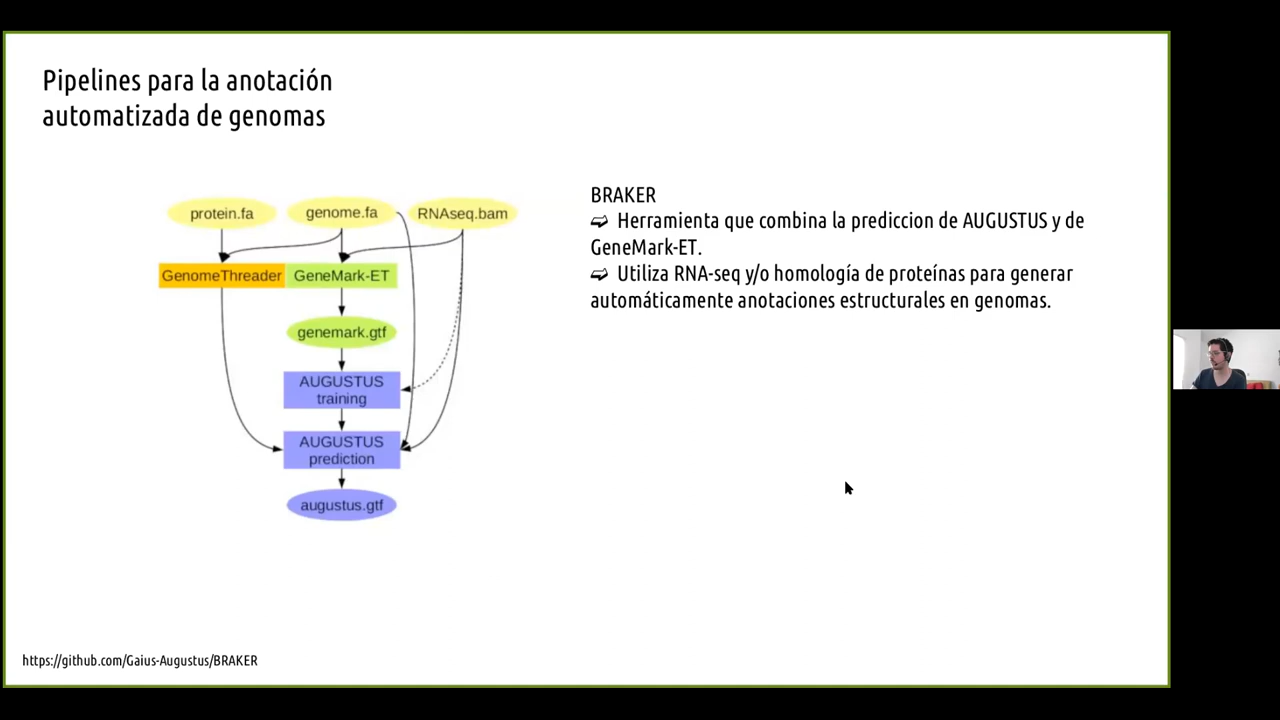 Pipelines para la anotación
automatizada de genomas
protein.fa
genome.fa
RNAseq.bam
GenomeThreader
GeneMark-ET
genemark.gtf
AUGUSTUS
training
AUGUSTUS
prediction
augustus.gtf
BRAKER
➫ Herramienta que combina la prediccion de AUGUSTUS y de
GeneMark-ET.
➫ Utiliza RNA-seq y/o homología de proteínas para generar
automáticamente anotaciones estructurales en genomas.
https://github.com/Gaius-Augustus/BRAKER